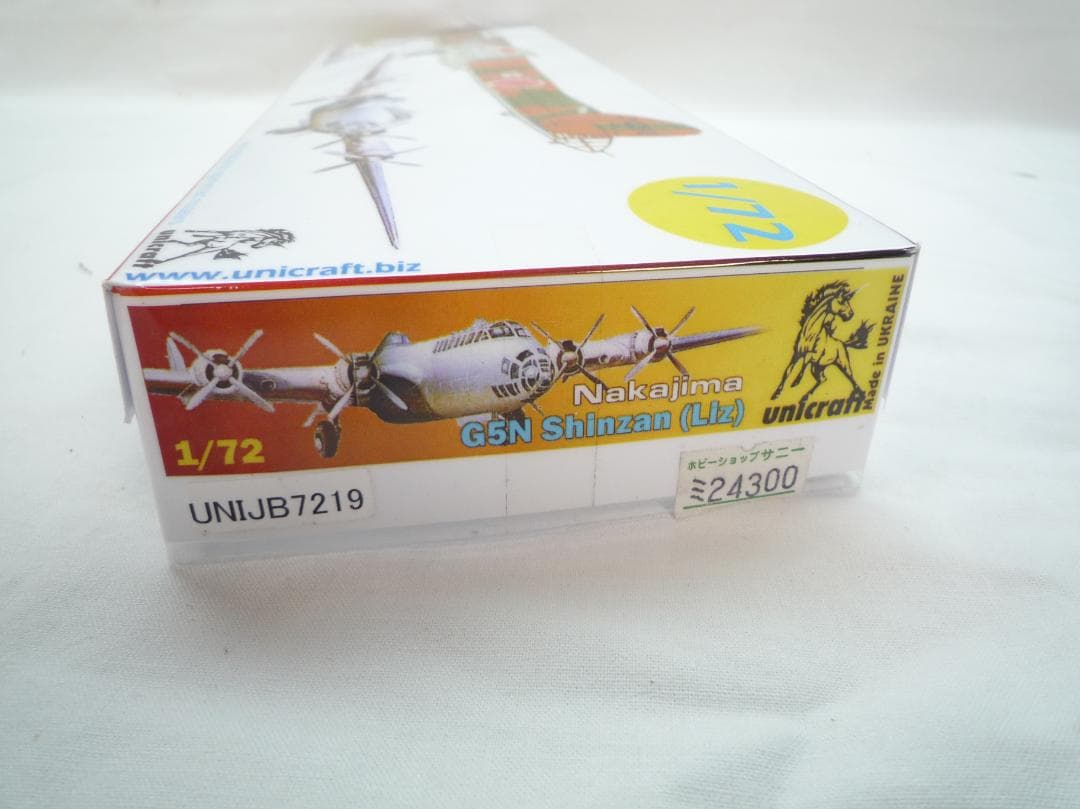 1/72
unicraft
www.unicraft.biz
Nakajima
G5N Shinzan (Liz)
1/72
unicraft
Made in UKRAINE
UNIJB7219
ホビーショップサニー
ミ24300